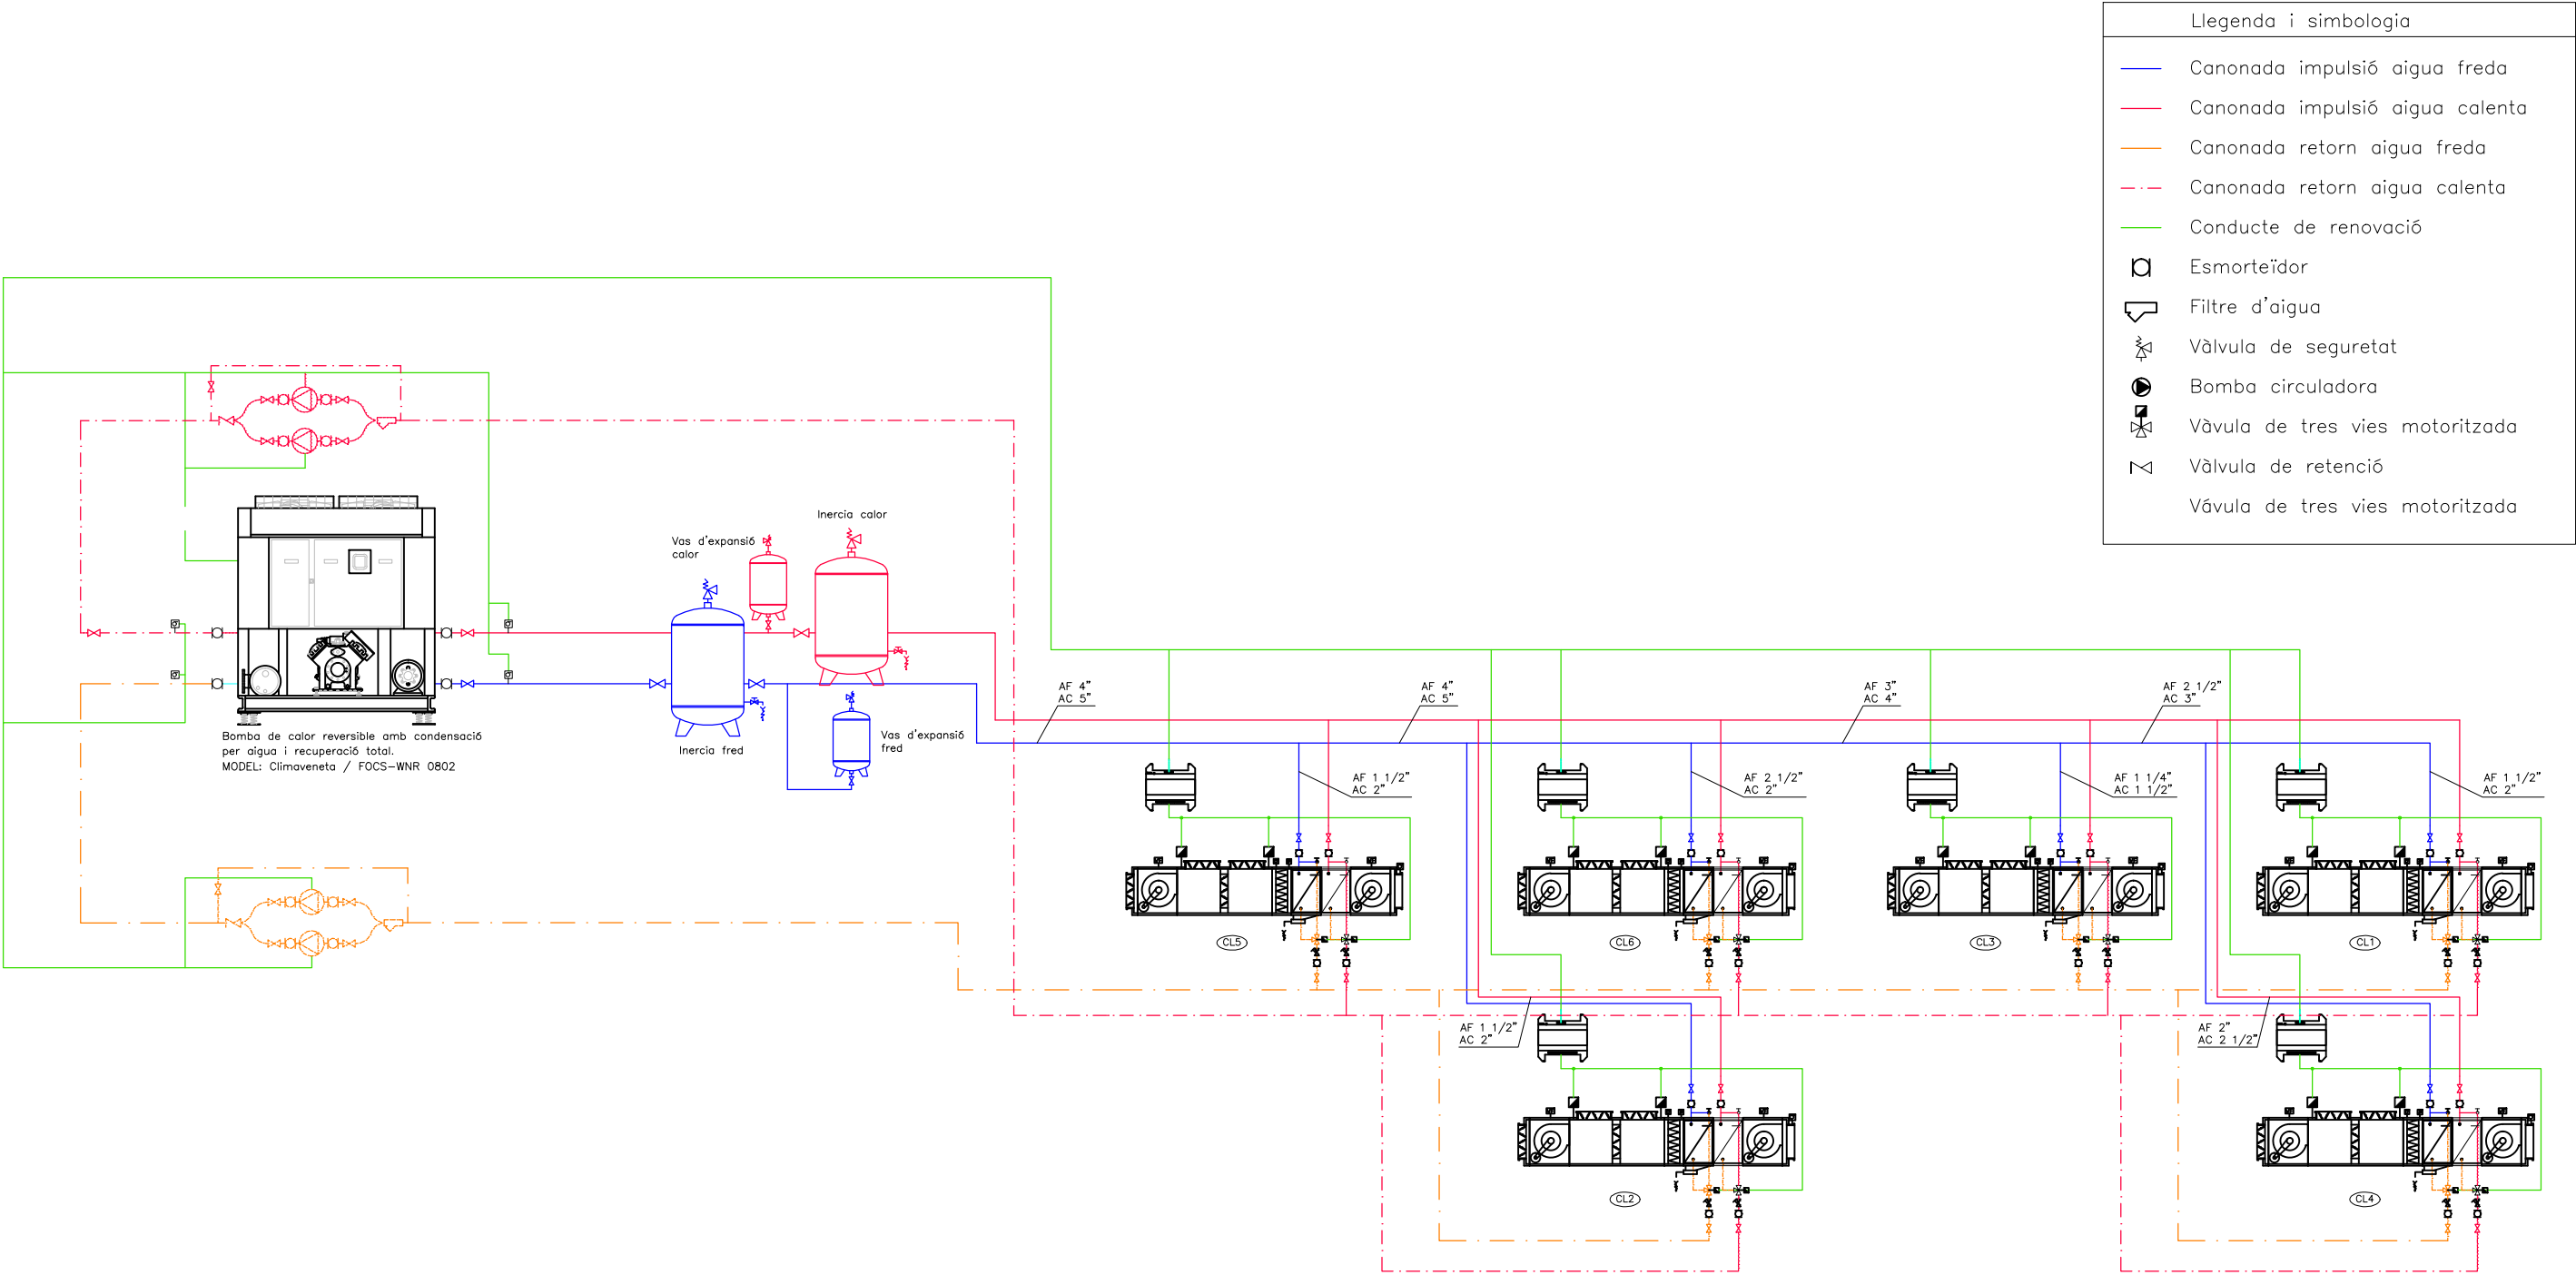 Llegenda i simbologia
Canonada impulsió aigua freda
Canonada impulsió aigua calenta
Canonada retorn aigua freda
Canonada retorn aigua calenta
Conducte de renovació
Esmorteïdor
Filtre d'aigua
Vàlvula de seguretat
Bomba circuladora
Vàvula de tres vies motoritzada
Vàlvula de retenció
Vávula de tres vies motoritzada
Inercia calor
Vas d'expansió
calor
Inercia fred
Vas d'expansió
fred
Bomba de calor reversible amb condensació
per aigua i recuperació total.
MODEL: Climaveneta / FOCS-WNR 0802
AF 4"
AC 5"
AF 4"
AC 5"
AF 3"
AC 4"
AF 2 1/2"
AC 3"
AF 1 1/2"
AC 2"
AF 2 1/2"
AC 2"
AF 1 1/4"
AC 1 1/2"
AF 1 1/2"
AC 2"
CL5
CL6
CL3
CL1
AF 1 1/2"
AC 2"
AF 2"
AC 2 1/2"
CL2
CL4